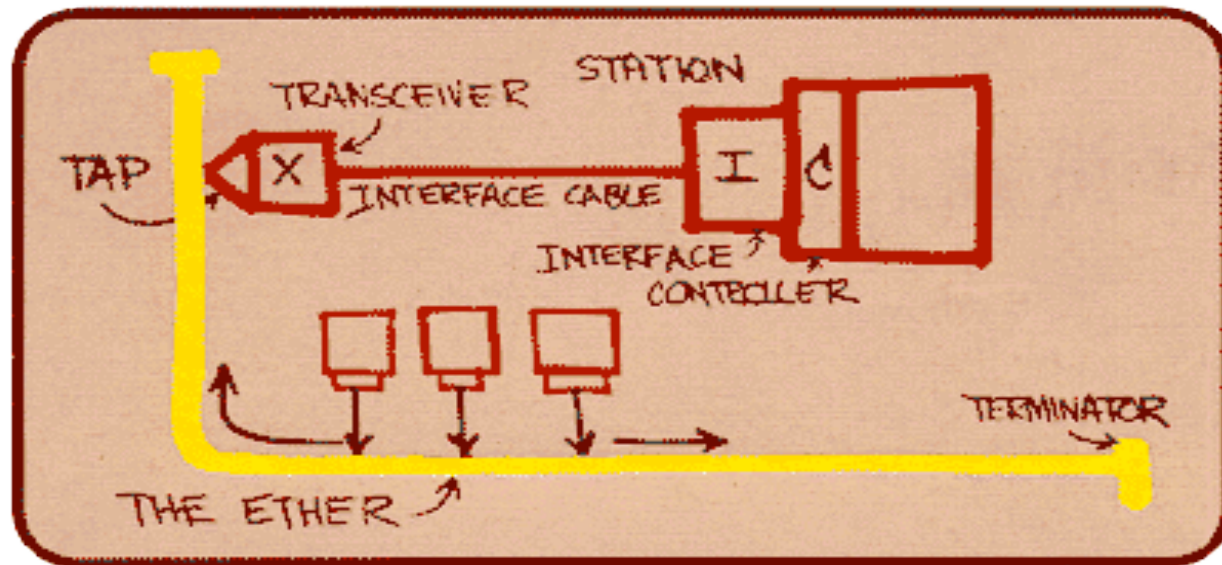 STATION
TRANSCEIVER
TAP
X
I
C
INTERFACE CABLE
INTERFACE
CONTROLLER
TERMINATOR
THE ETHER